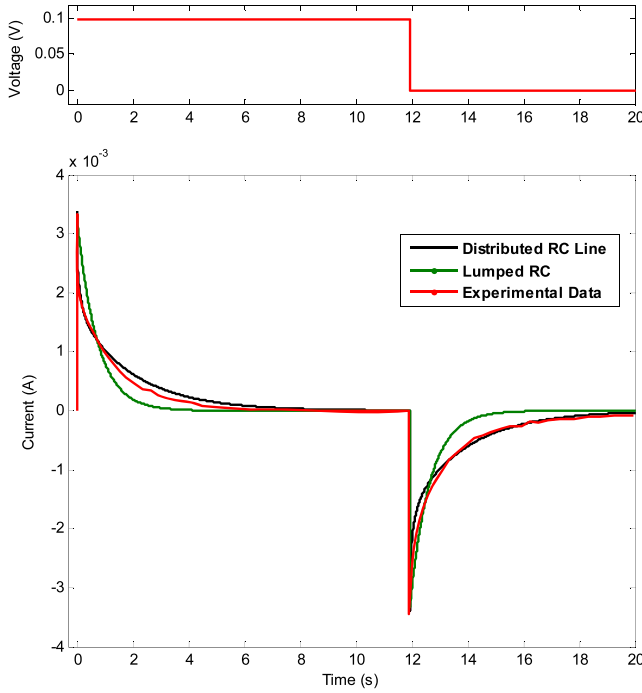 Voltage (V)
0.1
0.05
0
0 2 4 6 8 10 12 14 16 18 20
x 10-3
4
3
2
1
0
-1
-2
-3
-4
Current (A)
Distributed RC Line
Lumped RC
Experimental Data
0 2 4 6 8 10 12 14 16 18 20
Time (s)